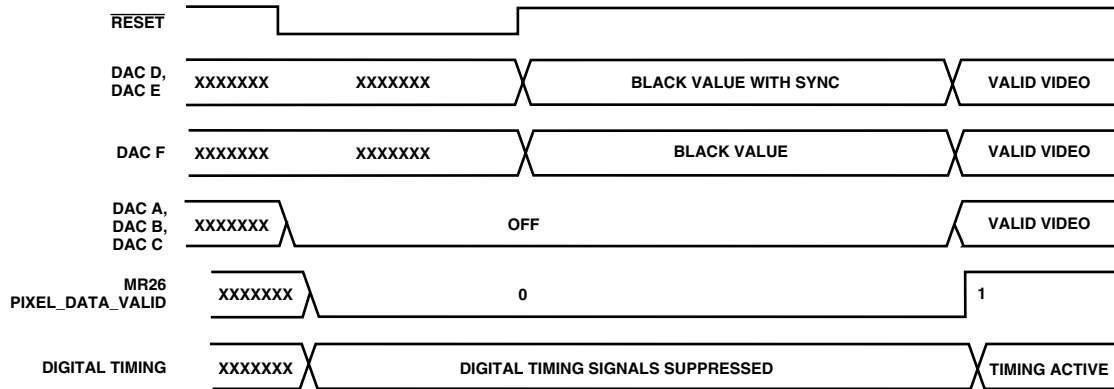 RESET
DAC D,
DAC E
XXXXXXX XXXXXXX BLACK VALUE WITH SYNC VALID VIDEO
DAC F XXXXXXX XXXXXXX BLACK VALUE VALID VIDEO
DAC A,
DAC B,
DAC C
XXXXXXX OFF VALID VIDEO
MR26
PIXEL_DATA_VALID
XXXXXXX 0 1
DIGITAL TIMING XXXXXXX DIGITAL TIMING SIGNALS SUPPRESSED TIMING ACTIVE